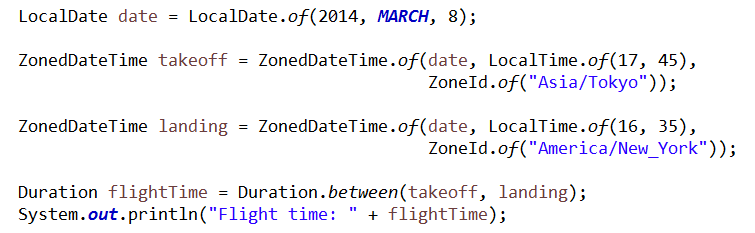 LocalDate date = LocalDate.of(2014, MARCH, 8);
ZonedDateTime takeoff = ZonedDateTime.of(date, LocalTime.of(17, 45),
ZoneId.of("Asia/Tokyo"));
ZonedDateTime landing = ZonedDateTime.of(date, LocalTime.of(16, 35),
ZoneId.of("America/New_York"));
Duration flightTime = Duration.between(takeoff, landing);
System.out.println("Flight time: " + flightTime);